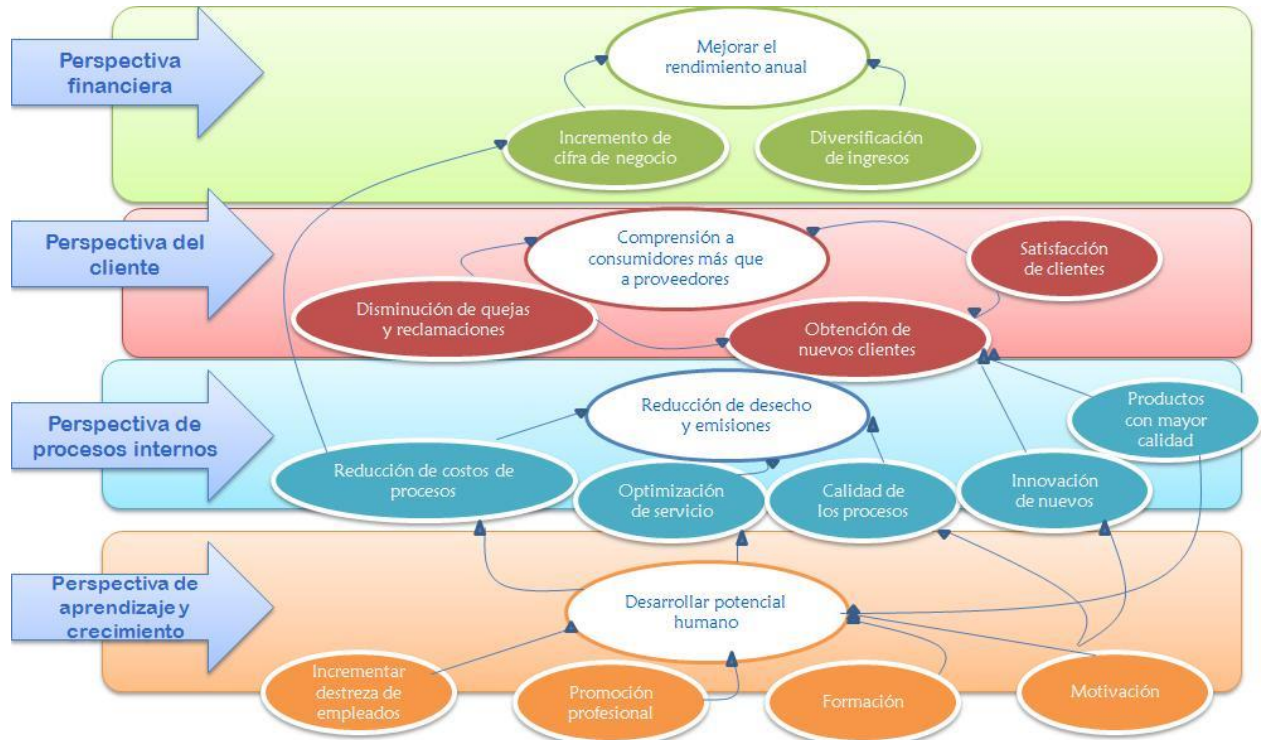 Perspectiva
financiera
Mejorar el
rendimiento anual
Incremento de
cifra de negocio
Diversificación
de ingresos
Perspectiva del
cliente
Comprensión a
consumidores más que
a proveedores
Satisfacción
de clientes
Disminución de quejas
y reclamaciones
Obtención de
nuevos clientes
Perspectiva de
procesos internos
Reducción de desecho
y emisiones
Productos
con mayor
calidad
Reducción de costos de
procesos
Optimización
de servicio
Calidad de
los procesos
Innovación
de nuevos
Perspectiva de
aprendizaje y
crecimiento
Desarrollar potencial
humano
Incrementar
destreza de
empleados
Promoción
profesional
Formación
Motivación